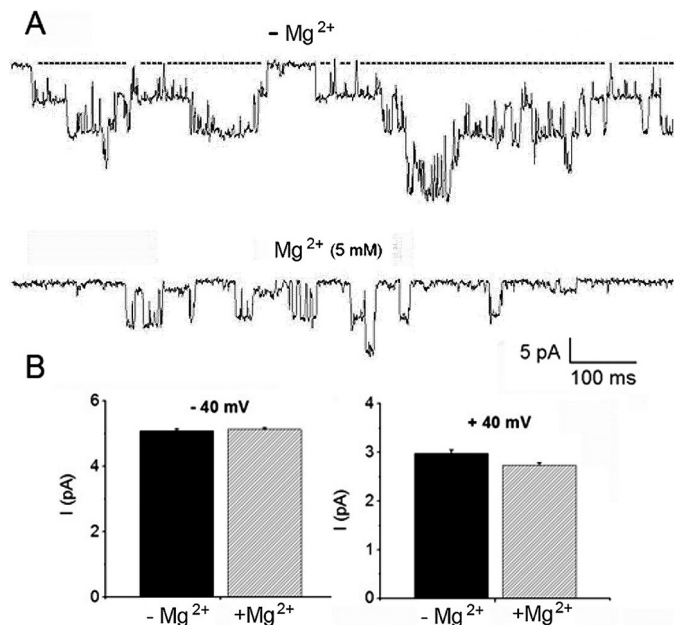 A
– Mg2+
Mg2+ (5 mM)
5 pA
100 ms
B
6
4
2
0
I (pA)
- 40 mV
- Mg2+
+Mg2+
4
3
2
1
0
I (pA)
+ 40 mV
- Mg2+
+Mg2+